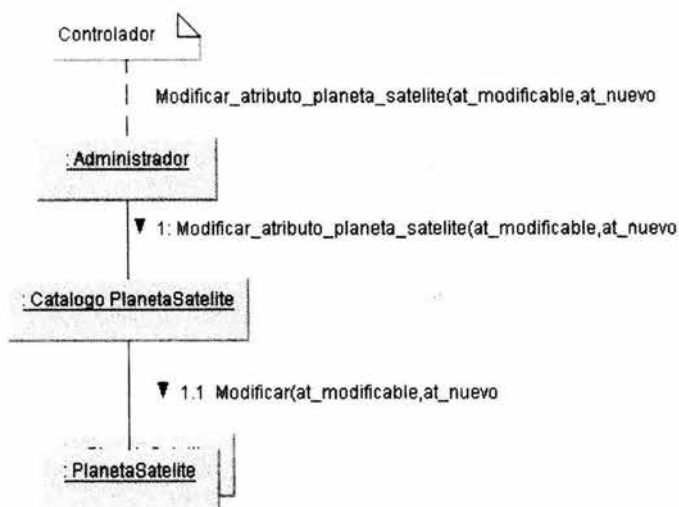 Controlador
Modificar_atributo_planeta_satelite(at_modificable,at_nuevo
: Administrador
1: Modificar_atributo_planeta_satelite(at_modificable,at_nuevo
: Catalogo PlanetaSatelite
1.1 Modificar(at_modificable,at_nuevo
: PlanetaSatelite